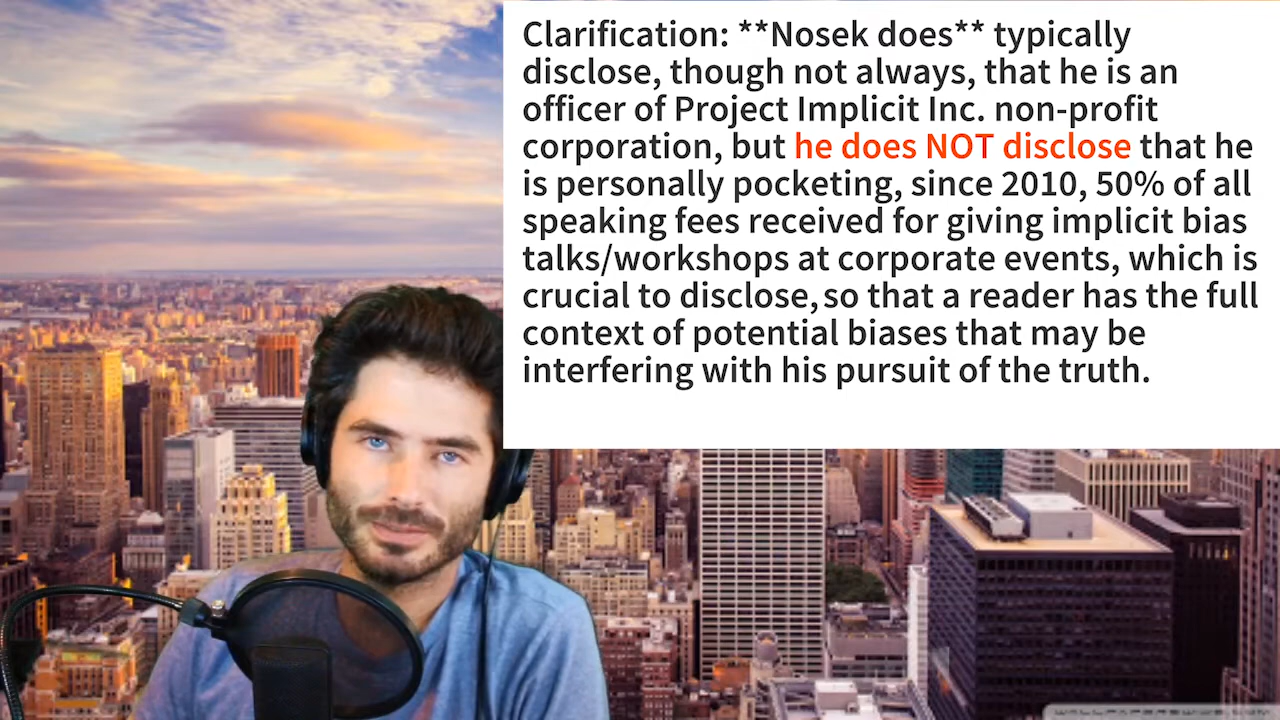 Clarification: **Nosek does** typically
disclose, though not always, that he is an
officer of Project Implicit Inc. non-profit
corporation, but he does NOT disclose that he
is personally pocketing, since 2010, 50% of all
speaking fees received for giving implicit bias
talks/workshops at corporate events, which is
crucial to disclose, so that a reader has the full
context of potential biases that may be
interfering with his pursuit of the truth.